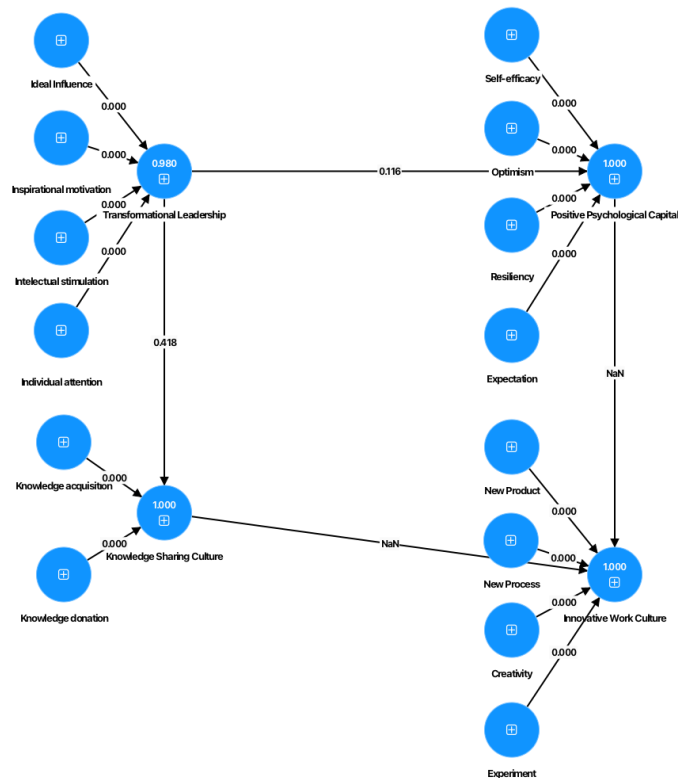 Ideal Influence
0.000
Inspirational motivation
0.000
0.980
Transformational Leadership
0.000
Intelectual stimulation
0.000
Individual attention
0.116
0.418
Self-efficacy
0.000
Optimism
0.000
1.000
Positive Psychological Capital
0.000
Resiliency
0.000
Expectation
NaN
Knowledge acquisition
0.000
1.000
Knowledge Sharing Culture
0.000
Knowledge donation
NaN
New Product
0.000
New Process
0.000
1.000
Innovative Work Culture
0.000
Creativity
0.000
Experiment